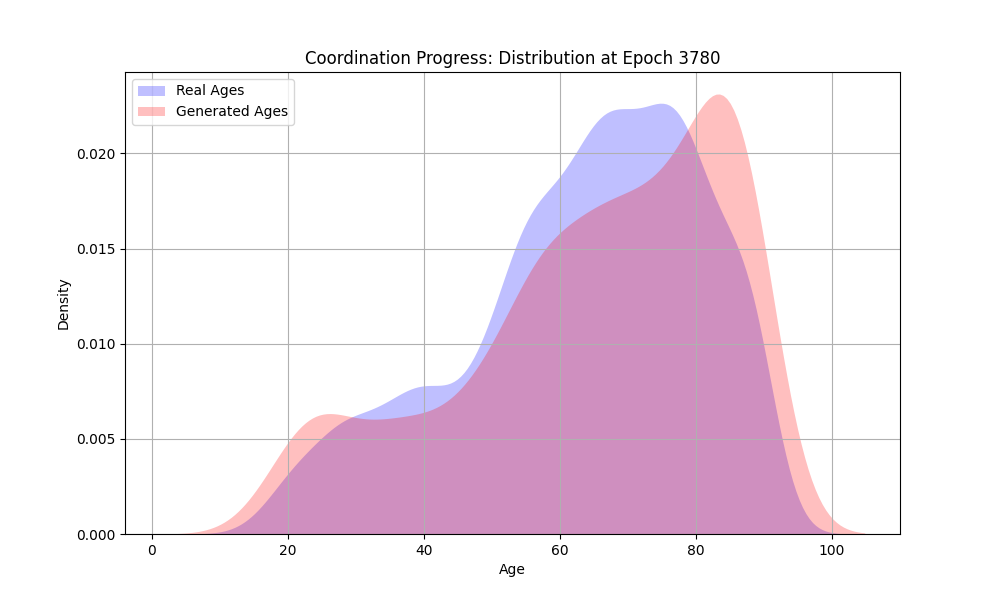 Coordination Progress: Distribution at Epoch 3780
Real Ages
Generated Ages
0.020
0.015
0.010
0.005
0.000
Density
0 20 40 60 80 100
Age